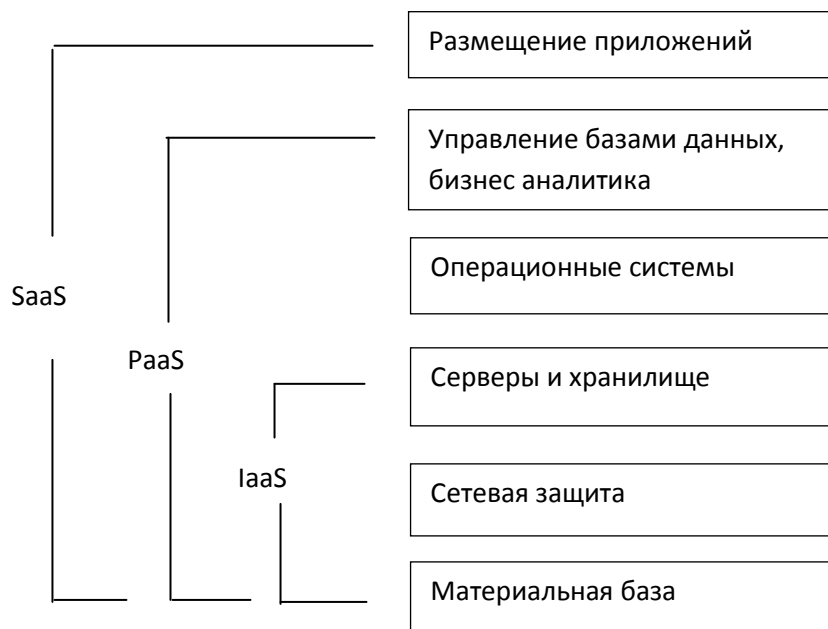 Размещение приложений
Управление базами данных,
бизнес аналитика
Операционные системы
SaaS
PaaS
Серверы и хранилище
IaaS
Сетевая защита
Материальная база